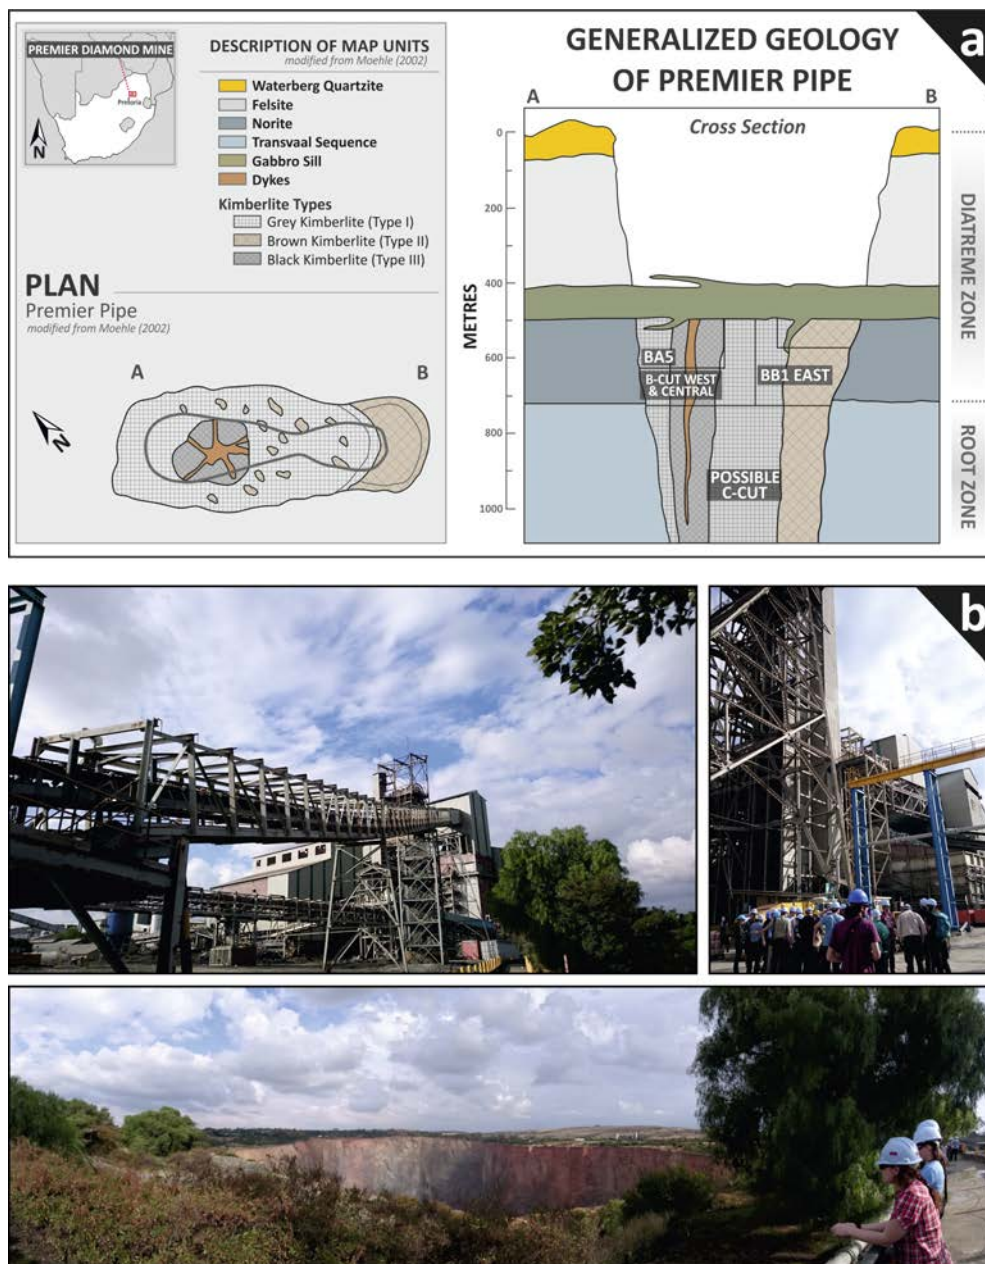 PREMIER DIAMOND MINE
Pretoria
N
DESCRIPTION OF MAP UNITS
modified from Moehle (2002)
Waterberg Quartzite
Felsite
Norite
Transvaal Sequence
Gabbro Sill
Dykes
Kimberlite Types
Grey Kimberlite (Type I)
Brown Kimberlite (Type II)
Black Kimberlite (Type III)
PLAN
Premier Pipe
modified from Moehle (2002)
A
B
N
a
GENERALIZED GEOLOGY
OF PREMIER PIPE
A
B
Cross Section
METRES
0
200
400
600
800
1000
BA5
B-CUT WEST
& CENTRAL
BB1 EAST
POSSIBLE
C-CUT
DIATREME ZONE
ROOT ZONE
b